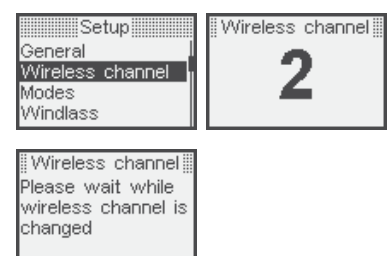 Setup
General
Wireless channel
Modes
Windlass
Wireless channel
2
Wireless channel
Please wait while
wireless channel is
changed